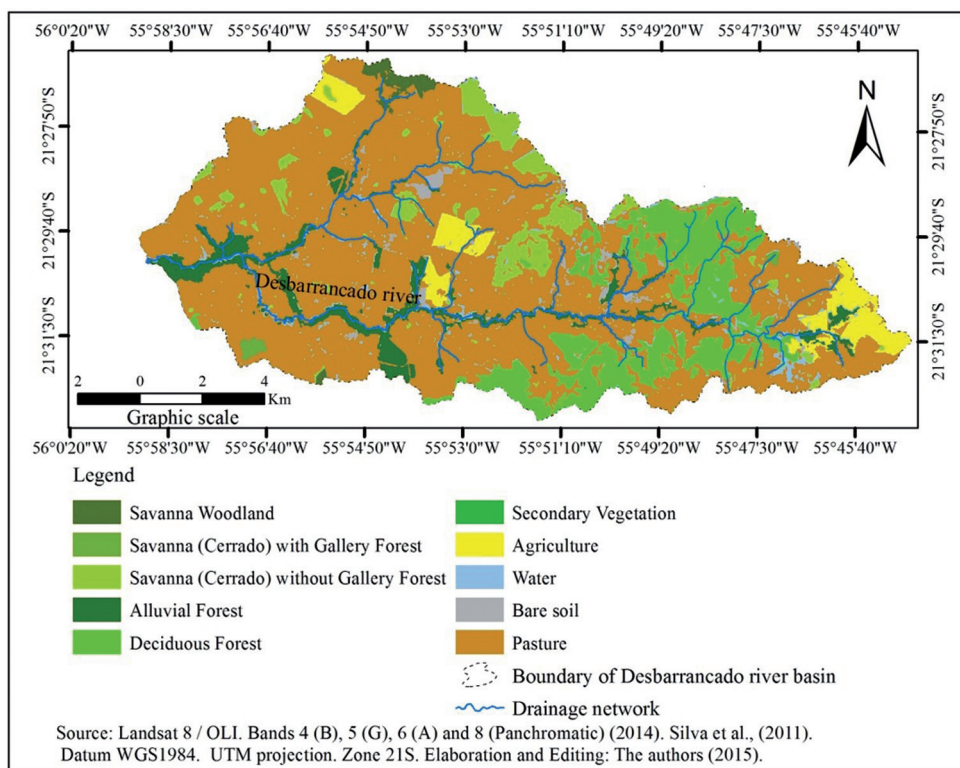 56°0'20"W 55°58'30"W 55°56'40"W 55°54'50"W 55°53'0"W 55°51'10"W 55°49'20"W 55°47'30"W 55°45'40"W
N
21°27'50"S
21°27'50"S
21°29'40"S
21°29'40"S
21°31'30"S
21°31'30"S
Desbarrancado river
2 0 2 4 Km
Graphic scale
56°0'20"W 55°58'30"W 55°56'40"W 55°54'50"W 55°53'0"W 55°51'10"W 55°49'20"W 55°47'30"W 55°45'40"W
Legend
Savanna Woodland
Savanna (Cerrado) with Gallery Forest
Savanna (Cerrado) without Gallery Forest
Alluvial Forest
Deciduous Forest
Secondary Vegetation
Agriculture
Water
Bare soil
Pasture
Boundary of Desbarrancado river basin
Drainage network
Source: Landsat 8 / OLI. Bands 4 (B), 5 (G), 6 (A) and 8 (Panchromatic) (2014). Silva et al., (2011).
Datum WGS1984. UTM projection. Zone 21S. Elaboration and Editing: The authors (2015).